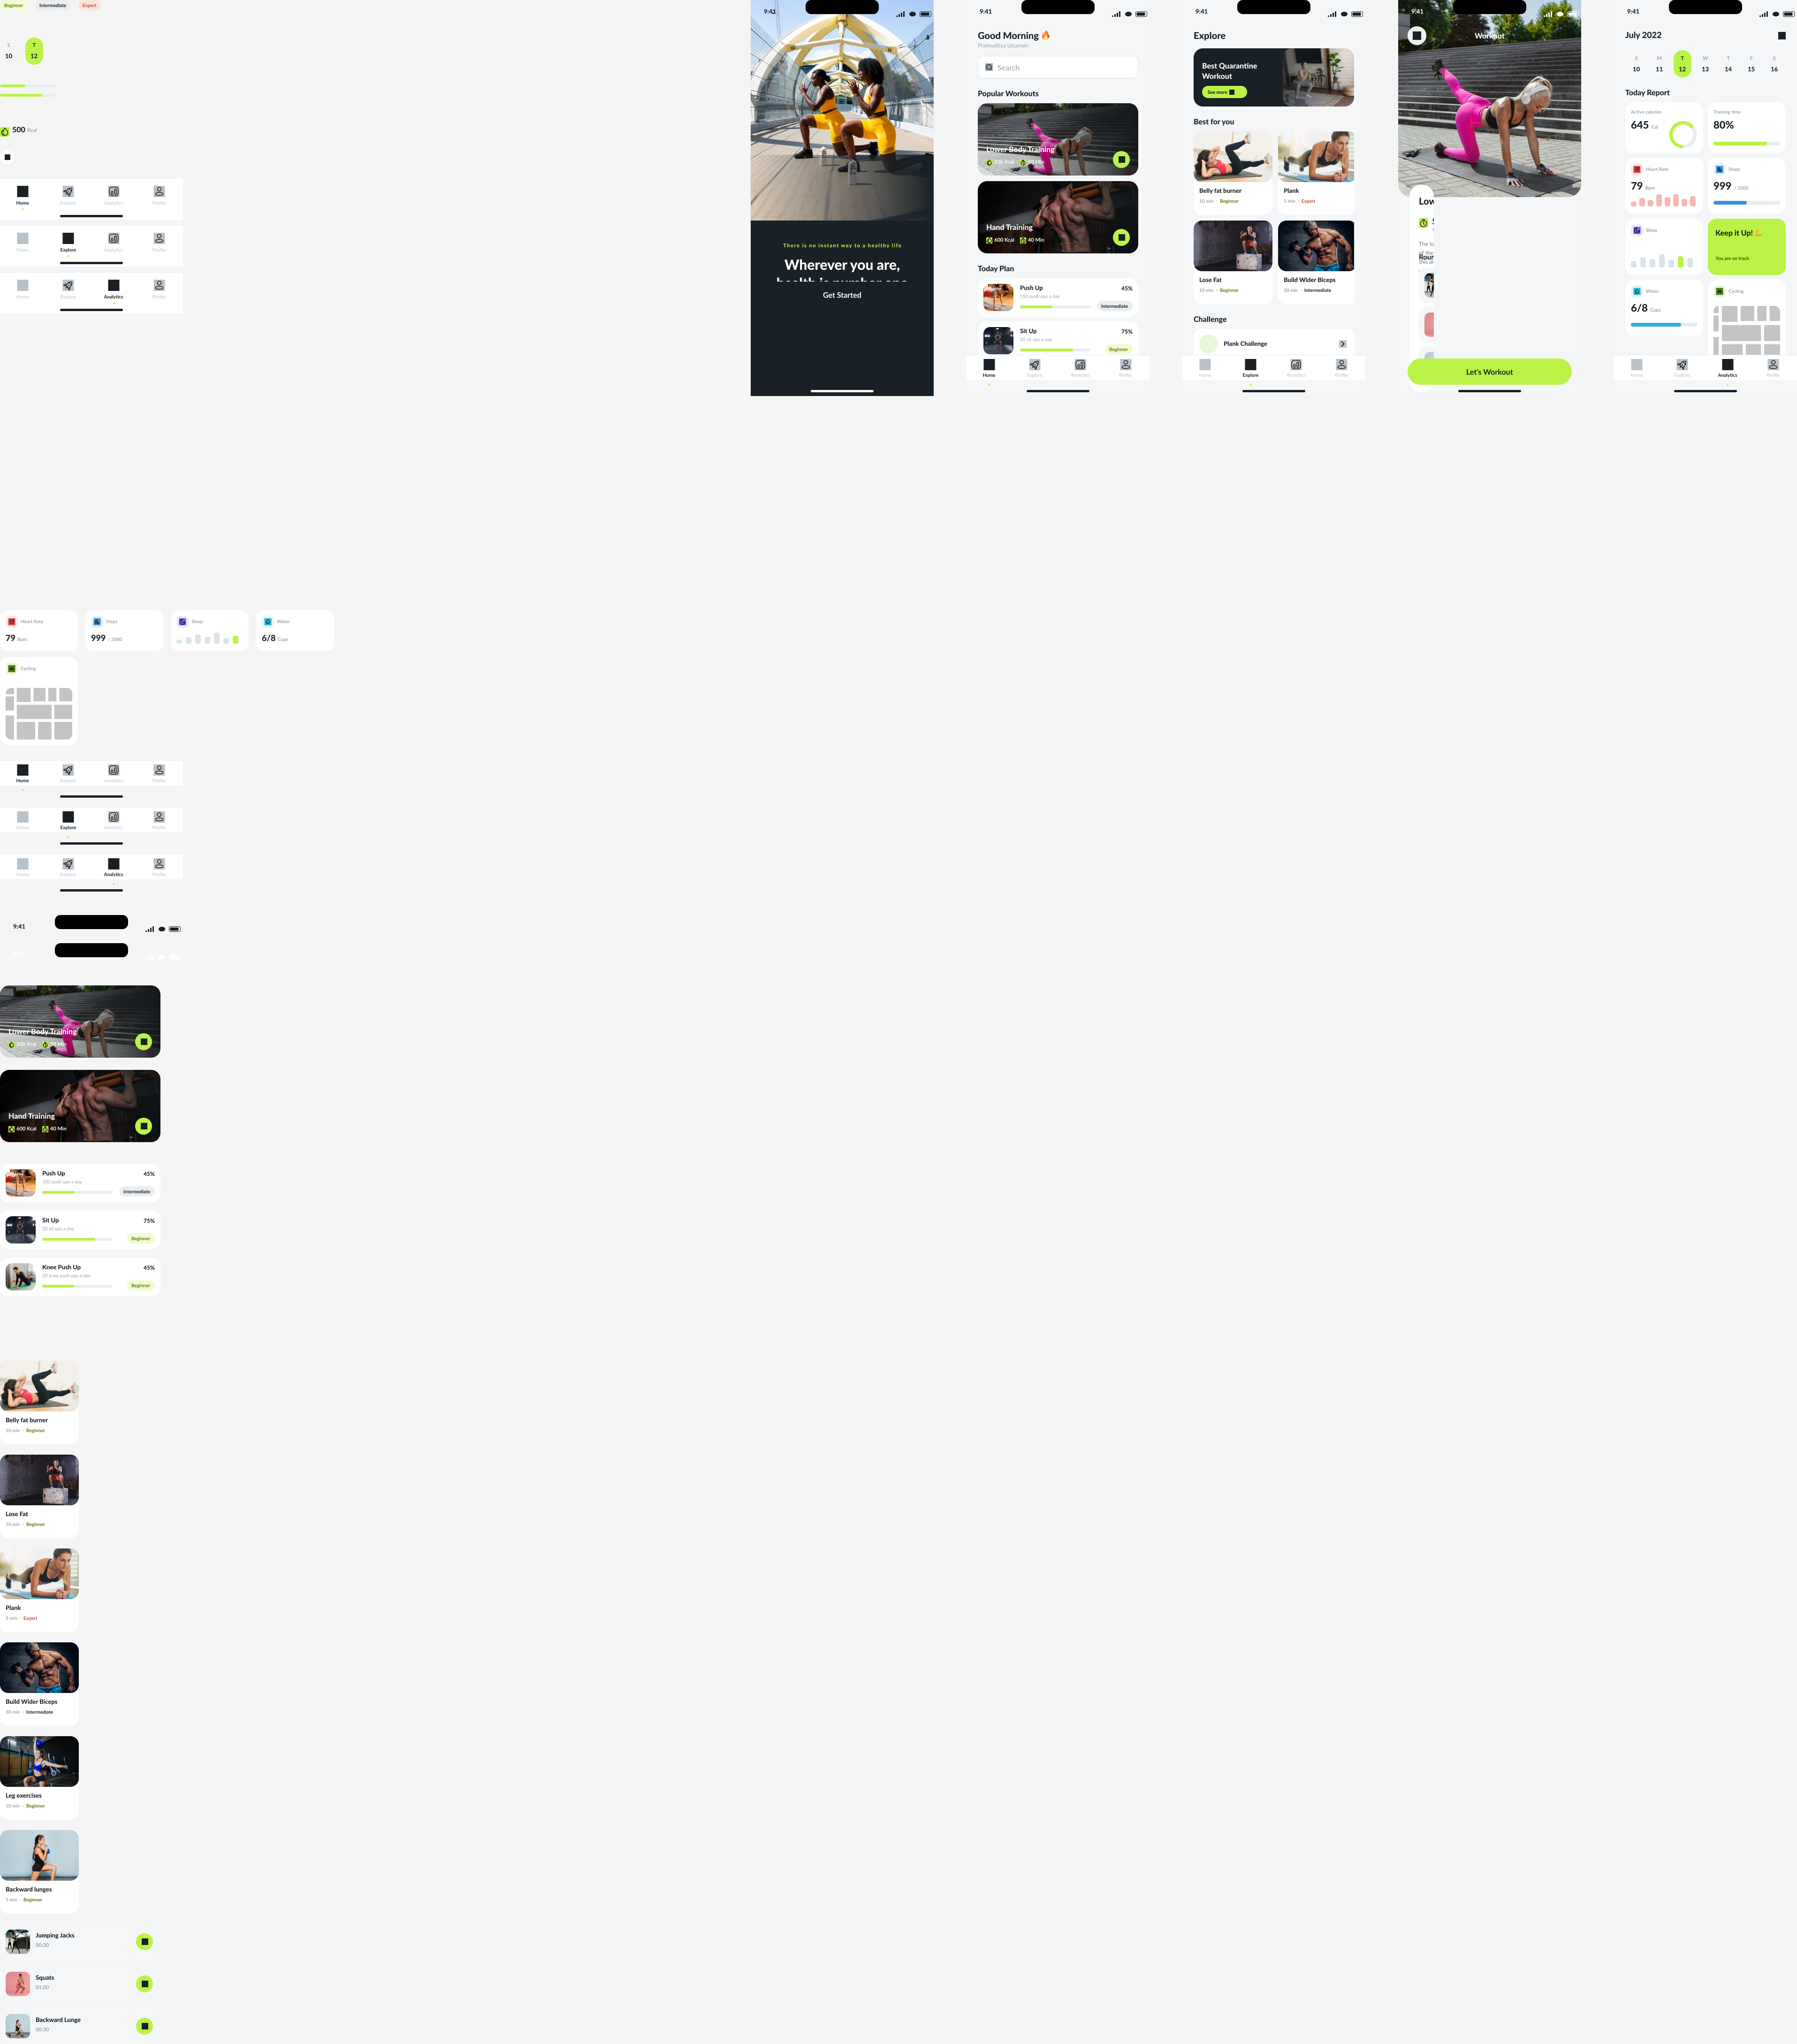 Beginner
Intermediate
Expert
S
T
10
12
500 Kcal
Home
Explore
Analytics
Profile
Home
Explore
Analytics
Profile
Home
Explore
Analytics
Profile
9:41
There is no instant way to a healthy life
Wherever you are,
Get Started
9:41
Good Morning 🔥
Pramuditya Uzumaki
Search
Popular Workouts
Lower Body Training
500 Kcal
50 Min
Hand Training
600 Kcal
40 Min
Today Plan
Push Up
45%
100 push ups a day
Intermediate
Sit Up
75%
20 sit ups a day
Beginner
Home
Explore
Analytics
Profile
9:41
Explore
Best Quarantine
Workout
See more
Best for you
Belly fat burner
10 min
Beginner
Plank
5 min
Expert
Lose Fat
10 min
Beginner
Build Wider Biceps
30 min
Intermediate
Challenge
Plank Challenge
Home
Explore
Analytics
Profile
9:41
Workout
Let's Workout
9:41
July 2022
S M T W T F S
10 11 12 13 14 15 16
Today Report
Active calories
645 Cal
Training time
80%
Heart Rate
79 Bpm
Steps
999 / 2000
Sleep
Keep it Up! 💪
You are on track
Water
6/8 Cups
Cycling
Home
Explore
Analytics
Profile
Heart Rate
79 Bpm
Steps
999 / 2000
Sleep
Water
6/8 Cups
Cycling
Home
Explore
Analytics
Profile
Home
Explore
Analytics
Profile
Home
Explore
Analytics
Profile
9:41
9:41
Lower Body Training
500 Kcal
50 Min
Hand Training
600 Kcal
40 Min
Push Up
45%
100 push ups a day
Intermediate
Sit Up
75%
20 sit ups a day
Beginner
Knee Push Up
45%
20 knee push ups a day
Beginner
Belly fat burner
10 min
Beginner
Lose Fat
10 min
Beginner
Plank
5 min
Expert
Build Wider Biceps
30 min
Intermediate
Leg exercises
10 min
Beginner
Backward lunges
5 min
Beginner
Jumping Jacks
00:30
Squats
01:00
Backward Lunge
00:30